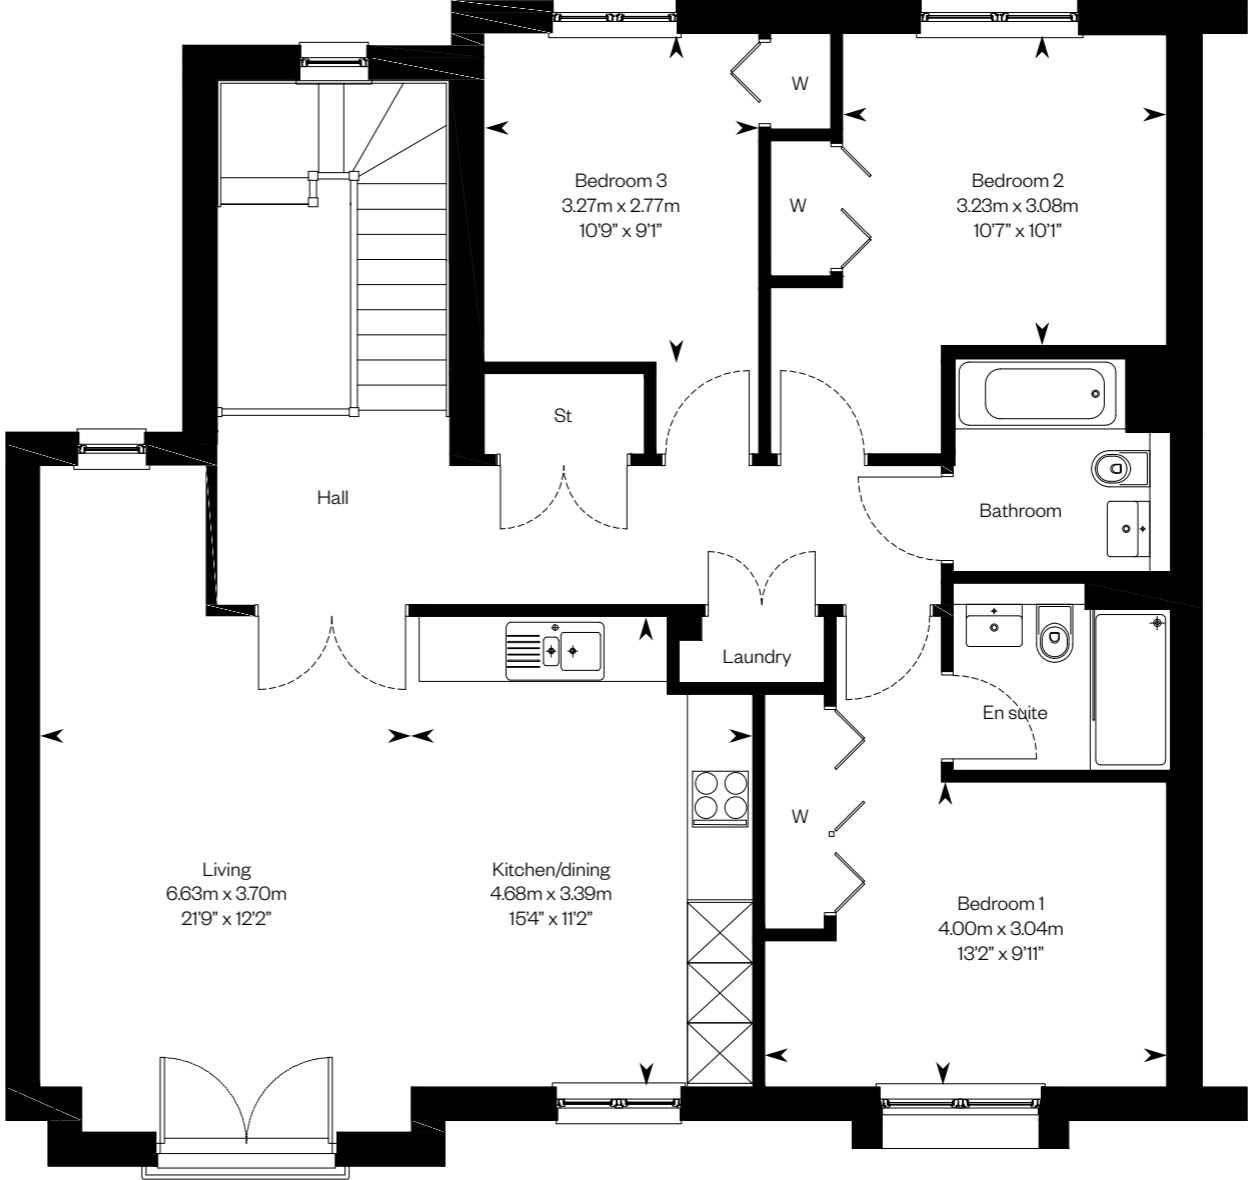 W
Bedroom 3
3.27m x 2.77m
10'9” x 9'1”
W
Bedroom 2
3.23m x 3.08m
10'7” x 10'1”
St
Hall
Bathroom
Laundry
En suite
W
Living
6.63m x 3.70m
21'9” x 12'2”
Kitchen/dining
4.68m x 3.39m
15'4” x 11'2”
Bedroom 1
4.00m x 3.04m
13'2” x 9'11”